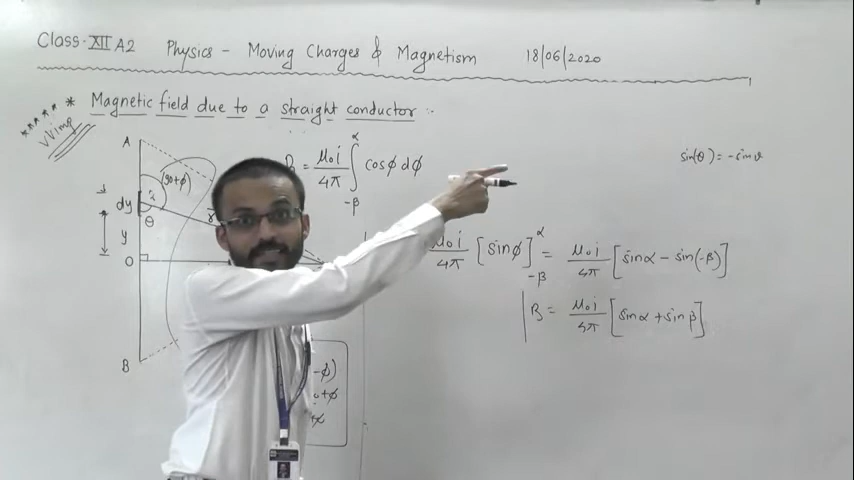 Class-XII A2 Physics - Moving Charges & Magnetism 18/06/2020
***** * Magnetic field due to a straight conductor :-
VVimp
A
(90+φ)
dy
θ
r
y
O
B
B = μ₀i/4π ∫ cosφ dφ
α
-β
sin(θ) = -sinθ
μ₀i/4π [sinφ] α -β = μ₀i/4π [sinα - sin(-β)]
B = μ₀i/4π [sinα + sinβ]
-φ)
+φ